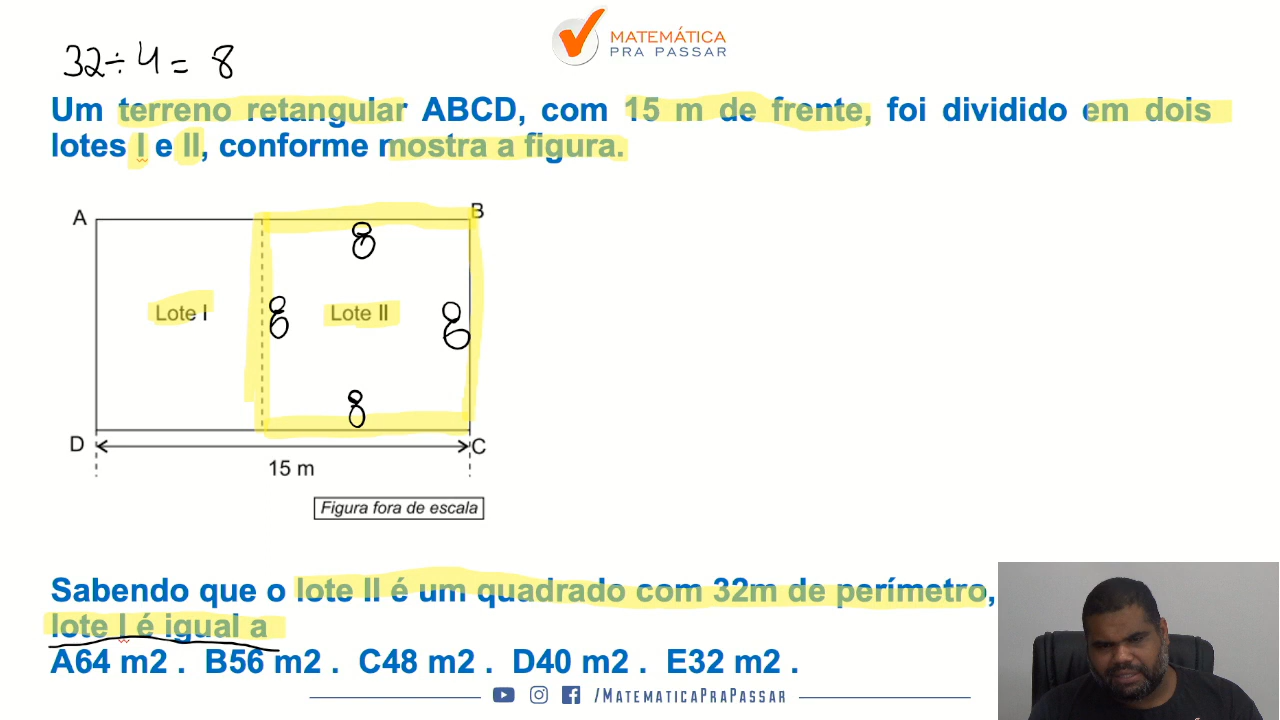 MATEMÁTICA
PRA PASSAR
32÷4= 8
Um terreno retangular ABCD, com 15 m de frente, foi dividido em dois
lotes I e II, conforme mostra a figura.
A
B
8
Lote I
8
Lote II
8
8
D
C
15 m
Figura fora de escala
Sabendo que o lote II é um quadrado com 32m de perímetro,
lote I é igual a
A64 m2 . B56 m2 . C48 m2 . D40 m2 . E32 m2 .
/MATEMATICAPRAPASSAR